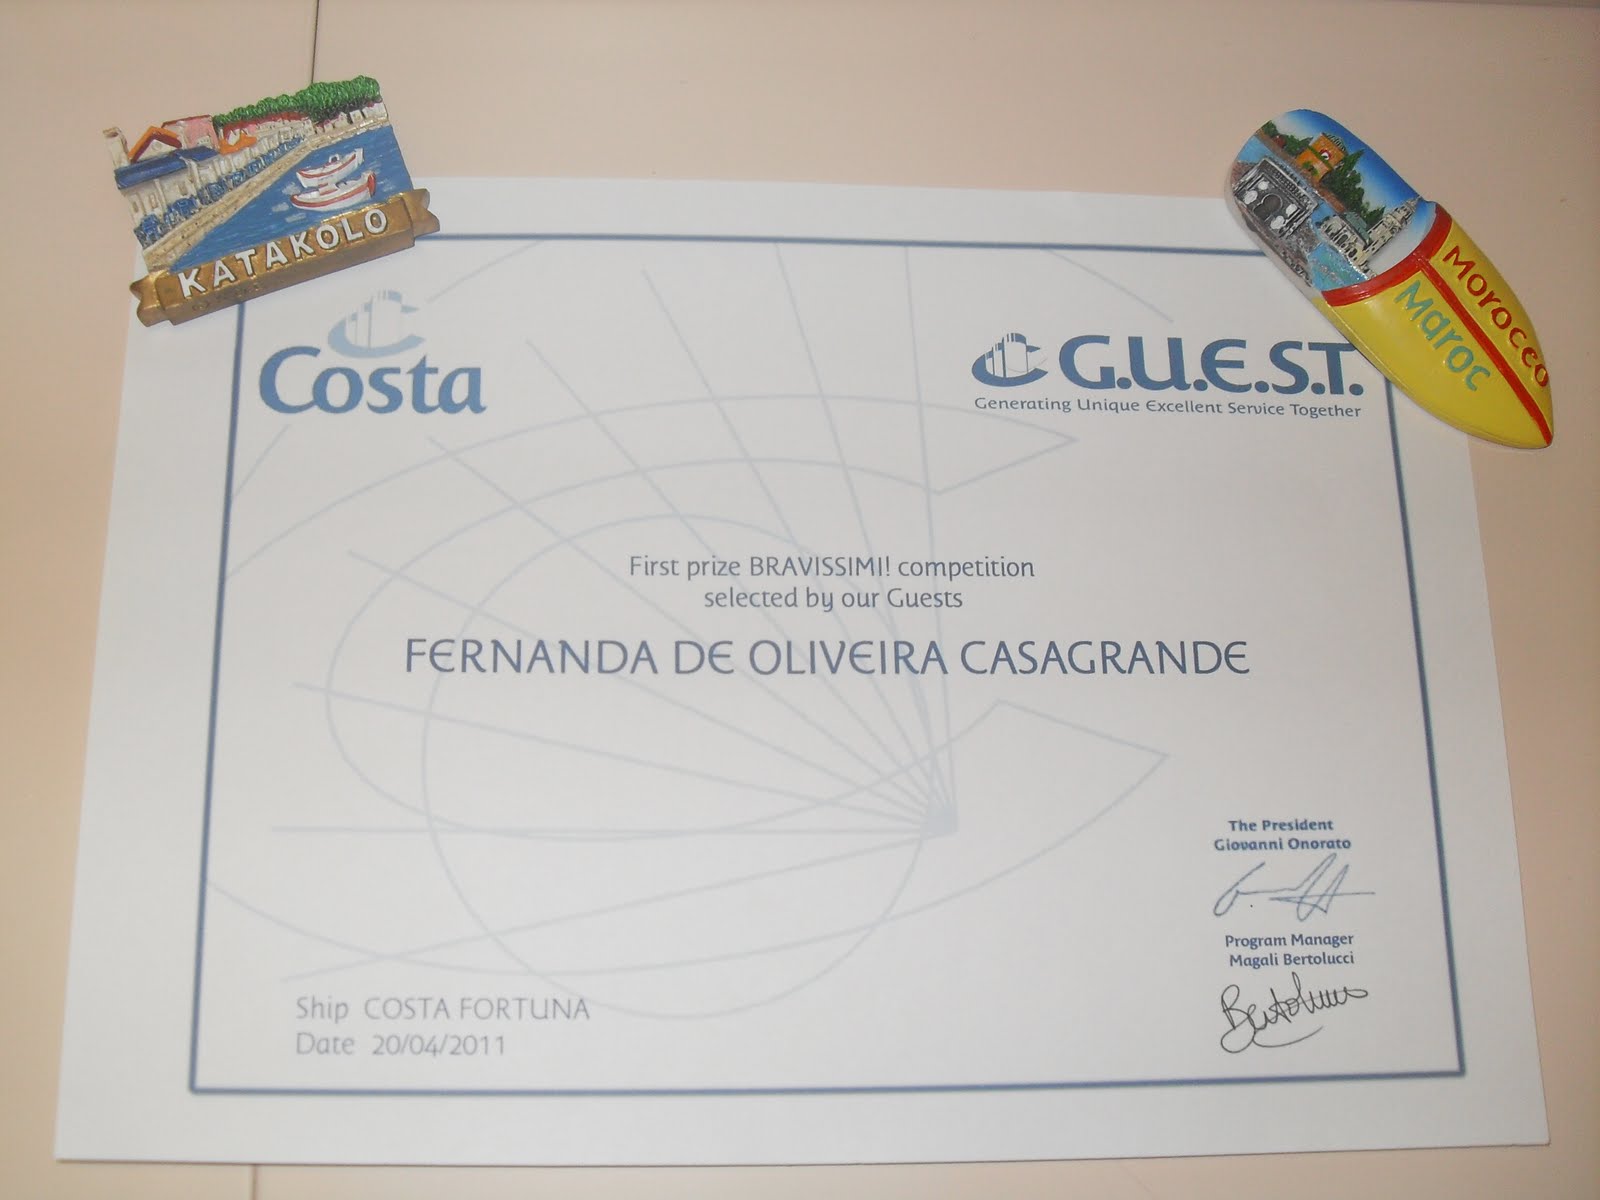 KATAKOLO
Morocco
Maroc
Costa
G.U.E.S.T.
Generating Unique Excellent Service Together
First prize BRAVISSIMI! competition
selected by our Guests
FERNANDA DE OLIVEIRA CASAGRANDE
The President
Giovanni Onorato
Program Manager
Magali Bertolucci
Bertolucci
Ship COSTA FORTUNA
Date 20/04/2011